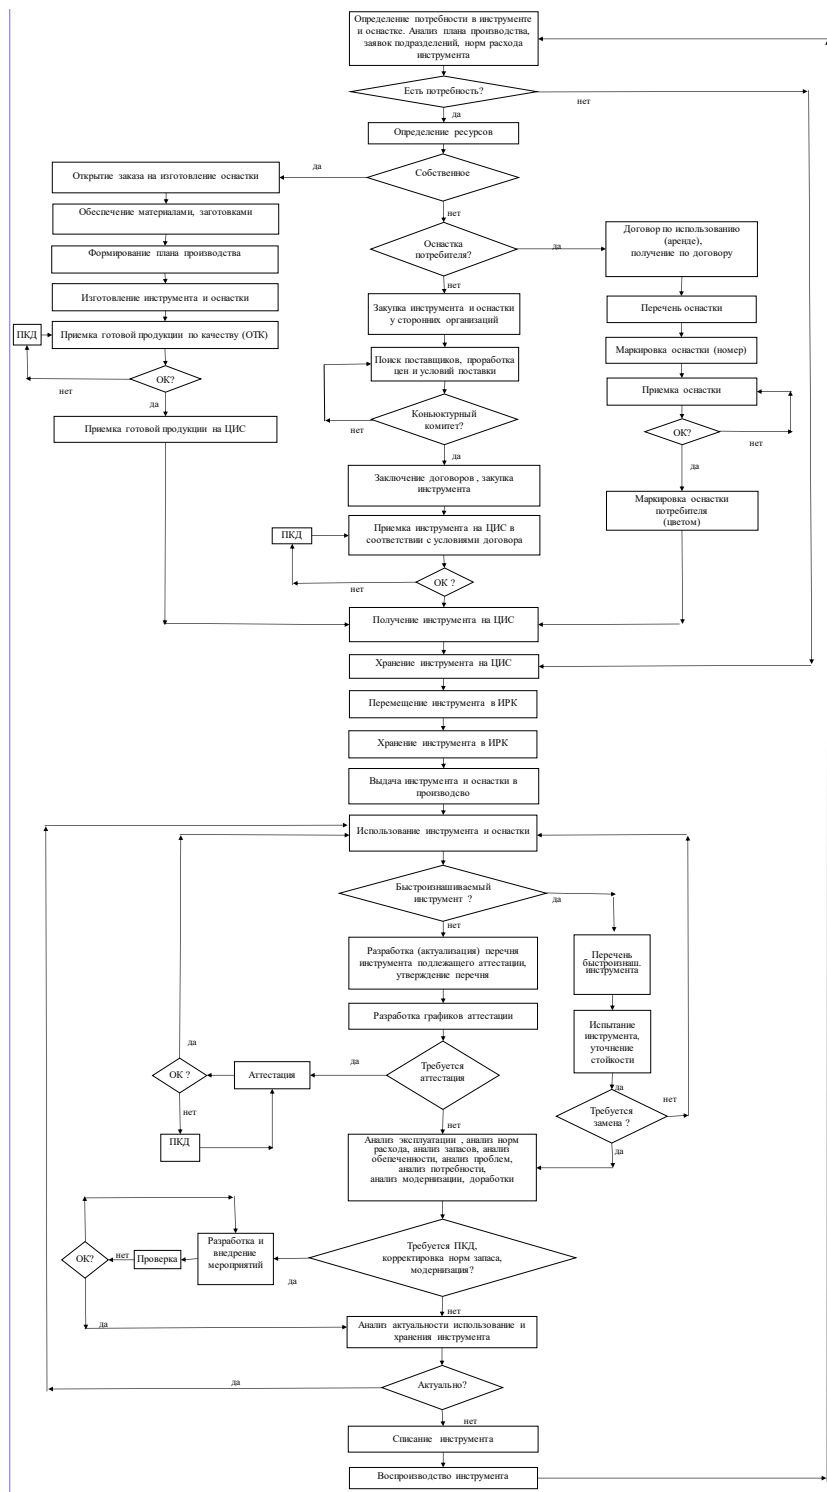 Определение потребности в инструменте
и оснастке. Анализ плана производства,
заявок подразделений, норм расхода
инструмента
Есть потребность?
нет
да
Определение ресурсов
Собственное
да
нет
Открытие заказа на изготовление оснастки
Обеспечение материалами, заготовками
Формирование плана производства
Изготовление инструмента и оснастки
ПКД
Приемка готовой продукции по качеству (ОТК)
ОК?
нет
да
Приемка готовой продукции на ЦИС
Оснастка
потребителя?
да
нет
Договор по использованию
(аренде),
получение по договору
Перечень оснастки
Маркировка оснастки (номер)
Приемка оснастки
ОК?
нет
да
Маркировка оснастки
потребителя
(цветом)
Закупка инструмента и оснастки
у сторонних организаций
Поиск поставщиков, проработка
цен и условий поставки
Коньюктурный
комитет?
нет
да
Заключение договоров , закупка
инструмента
ПКД
Приемка инструмента на ЦИС в
соответствии с условиями договора
ОК ?
нет
Получение инструмента на ЦИС
Хранение инструмента на ЦИС
Перемещение инструмента в ИРК
Хранение инструмента в ИРК
Выдача инструмента и оснастки в
производсво
Использование инструмента и оснастки
Быстроизнашиваемый
инструмент ?
да
нет
Разработка (актуализация) перечня
инструмента подлежащего аттестации,
утверждение перечня
Перечень
быстроизнаш.
инструмента
Разработка графиков аттестации
Испытание
инструмента,
уточнение
стойкости
да
Требуется
аттестация
да
нет
Аттестация
ОК ?
да
нет
ПКД
Требуется
замена ?
нет
да
Анализ эксплуатации , анализ норм
расхода, анализ запасов, анализ
обепеченности, анализ проблем,
анализ потребности,
анализ модернизации, доработки
Требуется ПКД,
корректировка норм запаса,
модернизация?
да
нет
Разработка и
внедрение
мероприятий
Проверка
нет
ОК?
да
Анализ актуальности использование и
хранения инструмента
Актуально?
да
нет
Списание инструмента
Воспроизводство инструмента